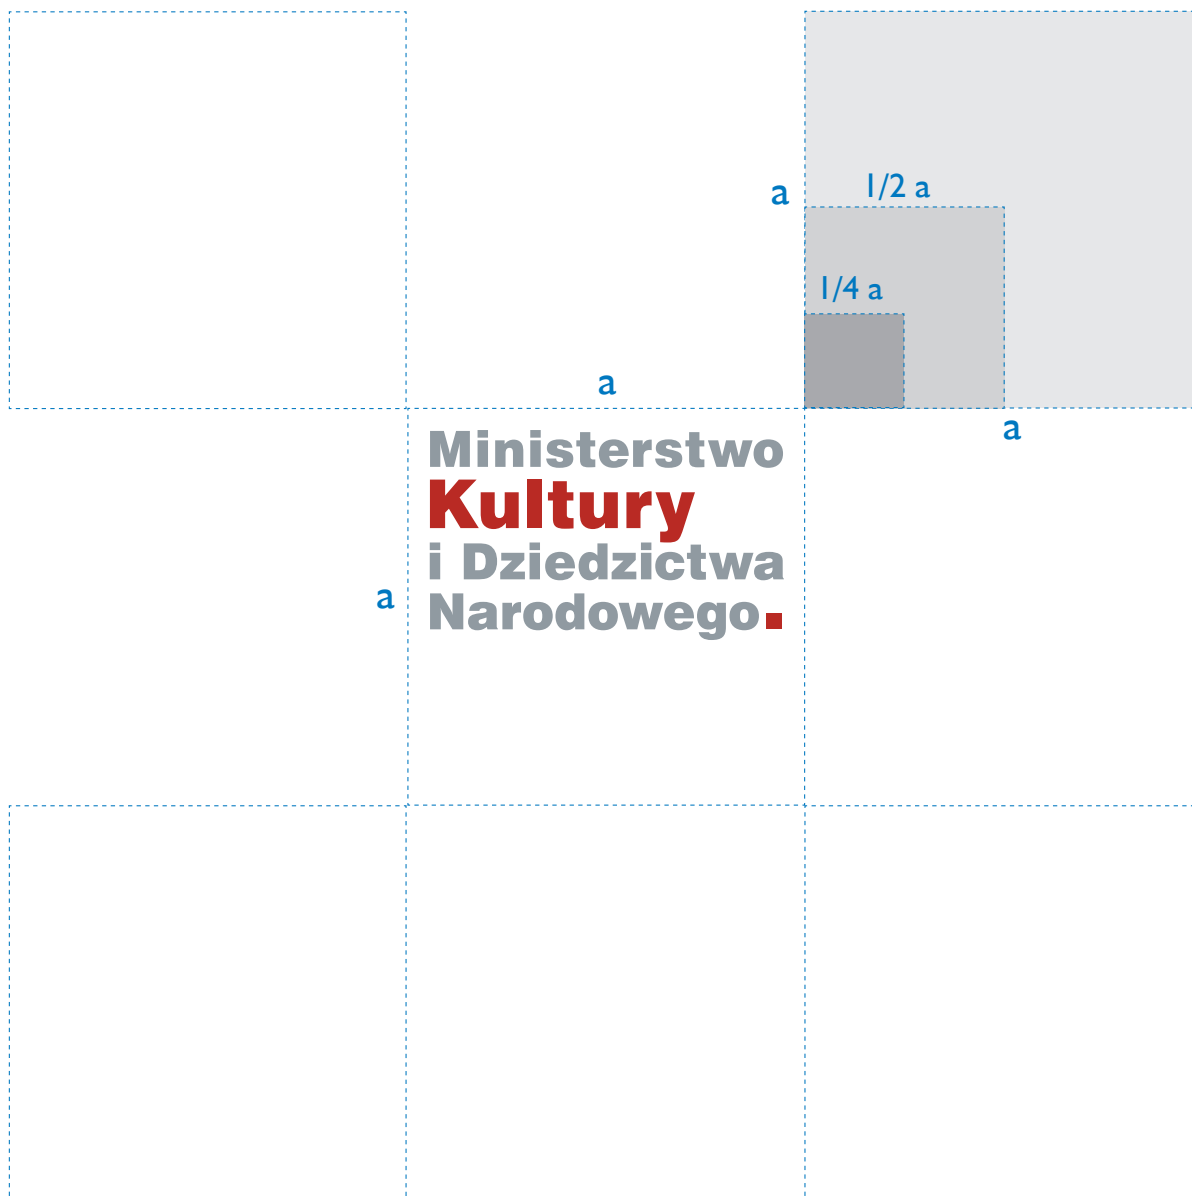 a
1/2 a
1/4 a
a
a
Ministerstwo
Kultury
i Dziedzictwa
Narodowego.
a